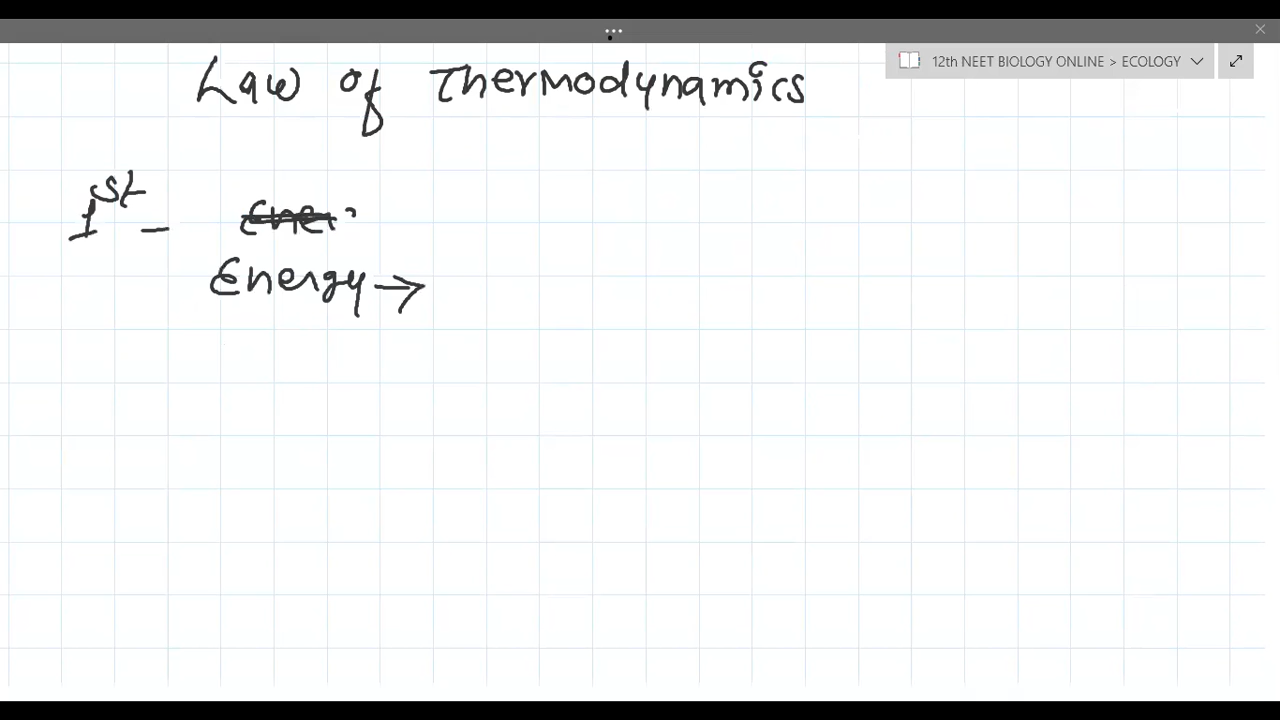 12th NEET BIOLOGY ONLINE > ECOLOGY
Law of Thermodynamics
1st -
Energy →